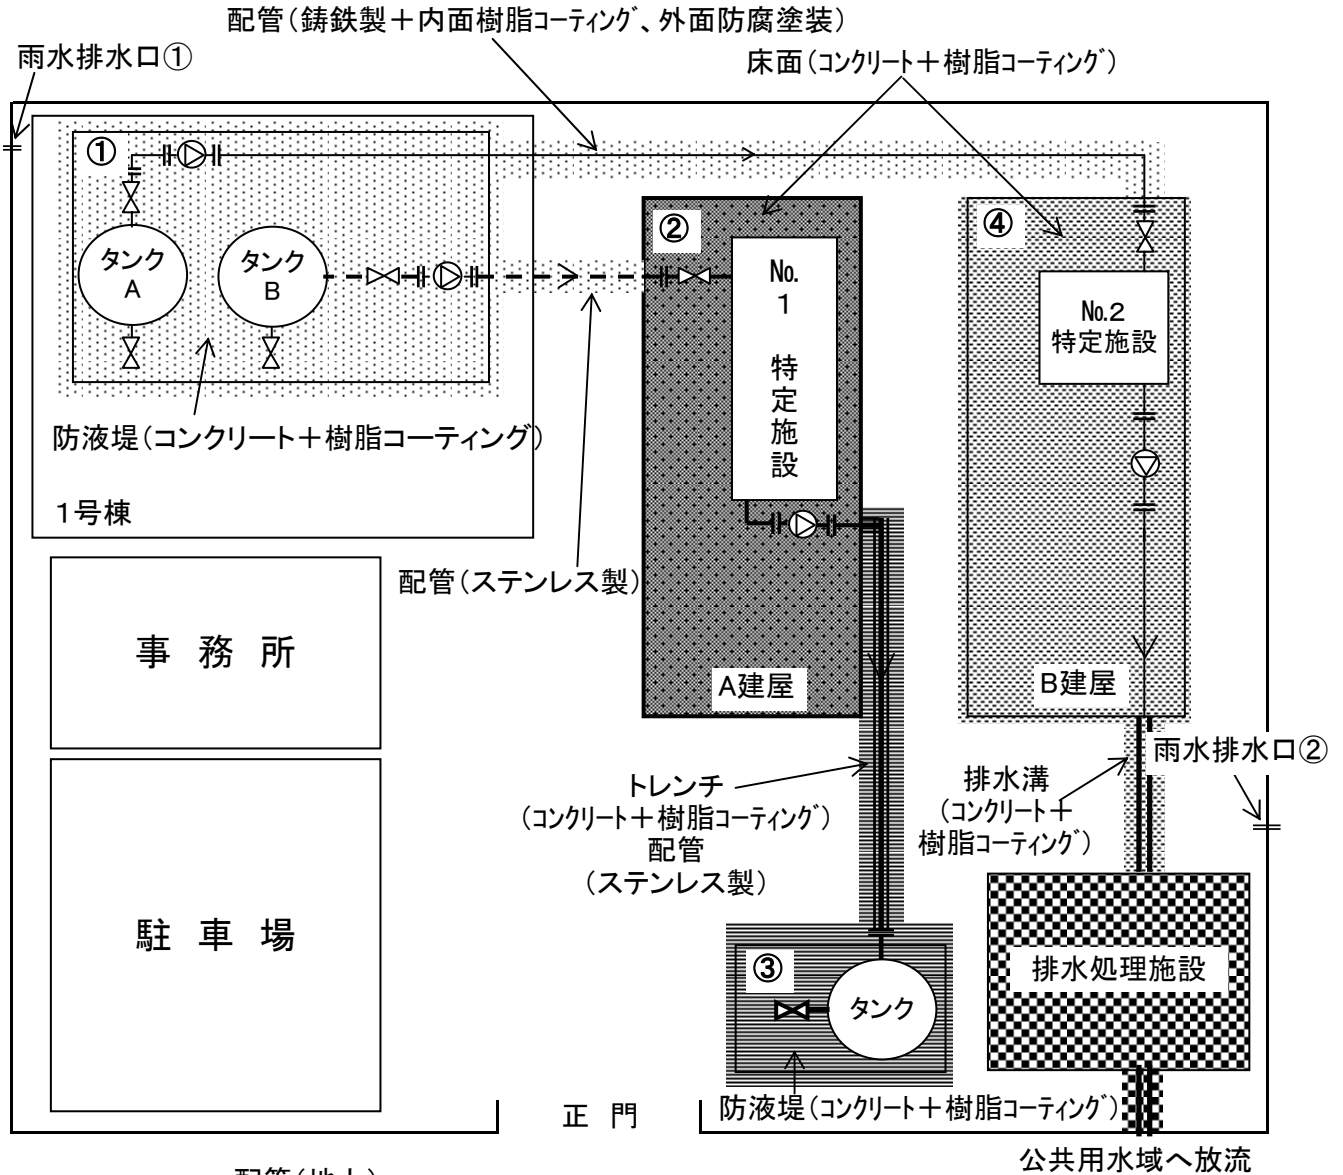 配管(鋳鉄製+内面樹脂コーティング、外面防腐塗装)
雨水排水口①
床面(コンクリート+樹脂コーティング)
①
②
④
タンク
A
タンク
B
№
1
特
定
施
設
№2
特定施設
防液堤(コンクリート+樹脂コーティング)
1号棟
配管(ステンレス製)
事 務 所
A建屋
B建屋
雨水排水口②
トレンチ
(コンクリート+樹脂コーティング)
配管
(ステンレス製)
排水溝
(コンクリート+
樹脂コーティング)
駐 車 場
③
タンク
排水処理施設
防液堤(コンクリート+樹脂コーティング)
正 門
公共用水域へ放流